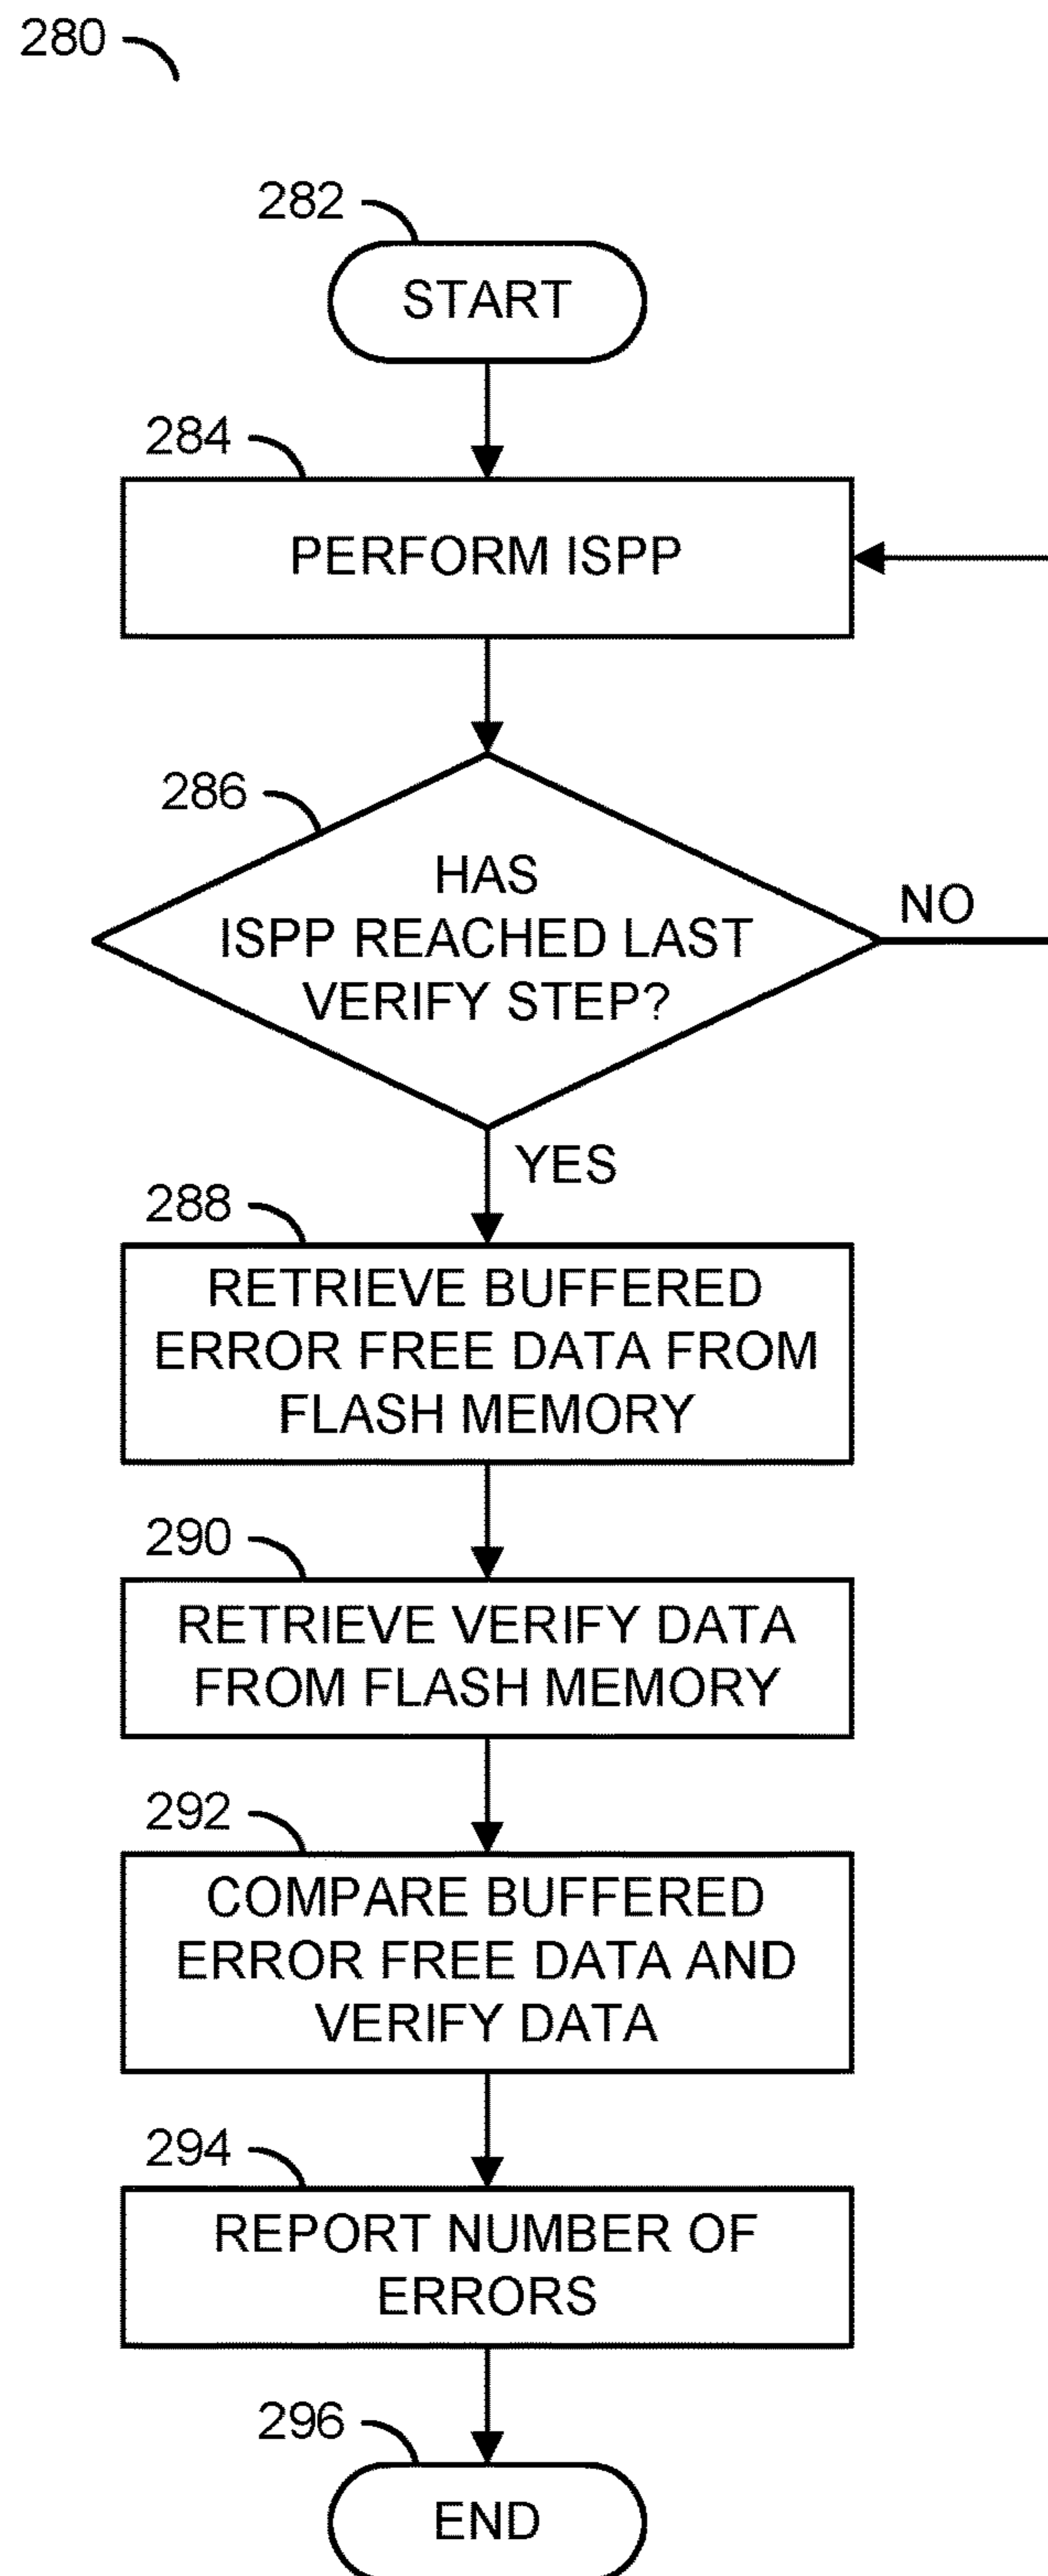 280
282
START
284
PERFORM ISPP
286
HAS
ISPP REACHED LAST
VERIFY STEP?
NO
YES
288
RETRIEVE BUFFERED
ERROR FREE DATA FROM
FLASH MEMORY
290
RETRIEVE VERIFY DATA
FROM FLASH MEMORY
292
COMPARE BUFFERED
ERROR FREE DATA AND
VERIFY DATA
294
REPORT NUMBER OF
ERRORS
296
END